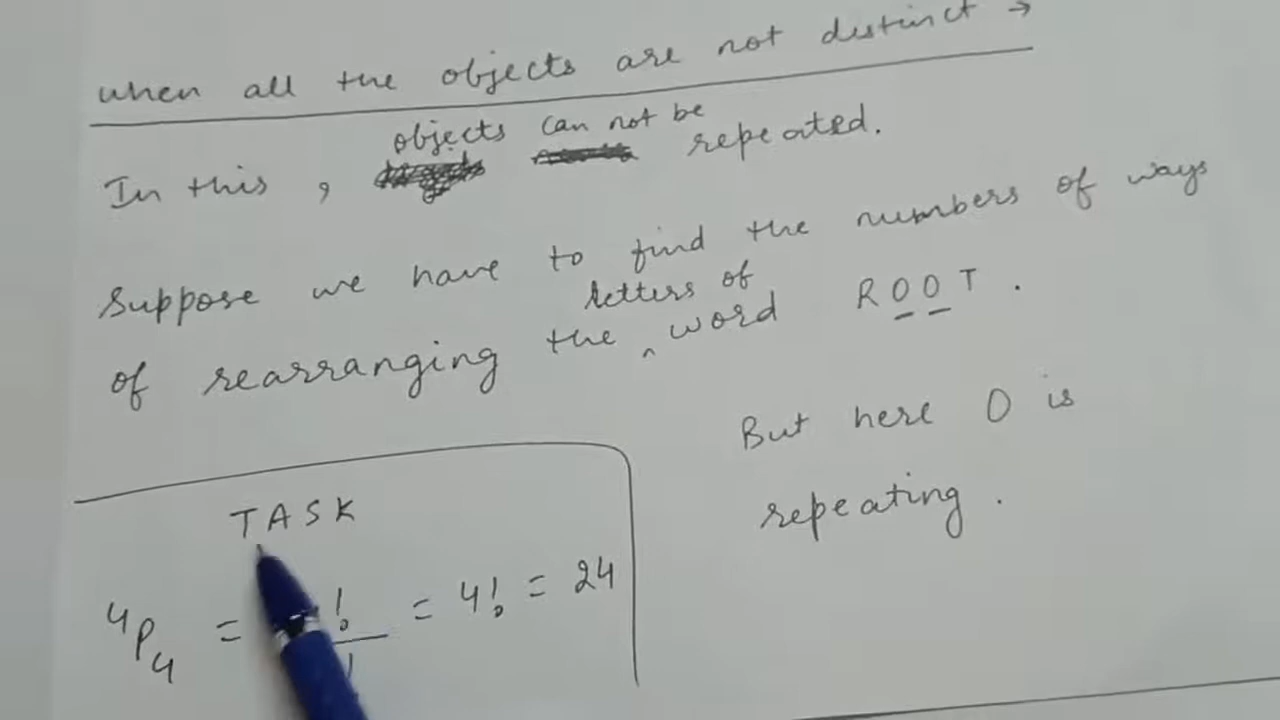 when all the objects are not distinct →
objects can not be
In this , repeated.
Suppose we have to find the numbers of ways
letters of
of rearranging the ^ word ROOT .
But here O is
repeating .
TASK
⁴P₄ = ! = 4! = 24
!